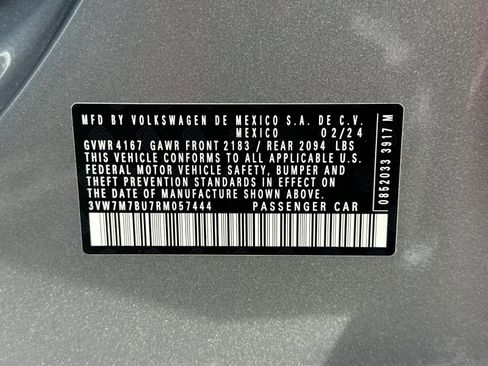 MFD BY VOLKSWAGEN DE MEXICO S.A. DE C.V.
MEXICO 02/24
GVWR 4167 GAWR FRONT 2183 / REAR 2094 LBS
THIS VEHICLE CONFORMS TO ALL APPLICABLE U.S.
FEDERAL MOTOR VEHICLE SAFETY, BUMPER AND
THEFT PREVENTION STANDARDS IN EFFECT ON
THE DATE OF MANUFACTURE SHOWN ABOVE.
3VW7M7BU7RM057444 PASSENGER CAR
0852033 3917 M